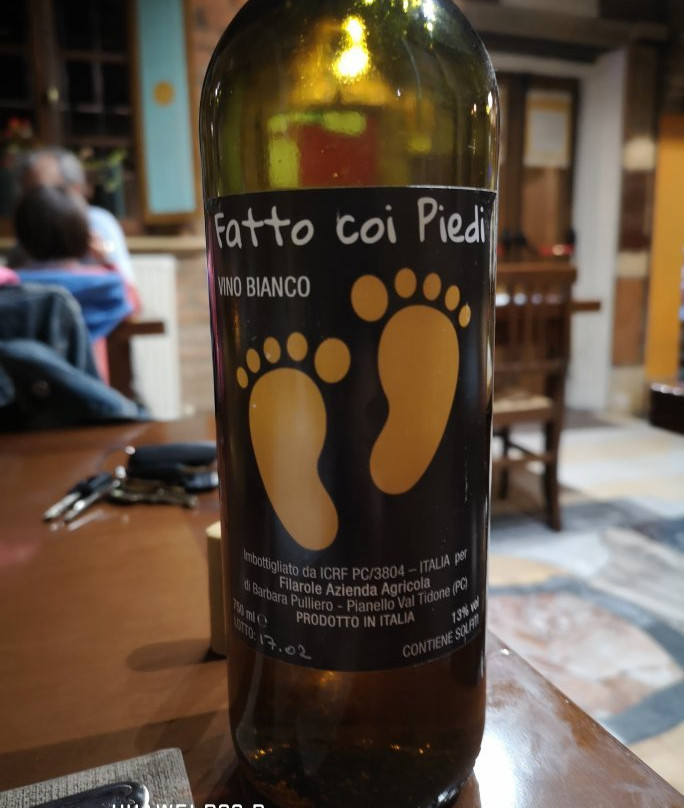 Fatto coi Piedi
VINO BIANCO
Imbottigliato da ICRF PC/3804 – ITALIA per
Filarole Azienda Agricola
di Barbara Pulliero - Pianello Val Tidone (PC)
PRODOTTO IN ITALIA
750 ml e
LOTTO: 17.02
13% vol
CONTIENE SOLFITI